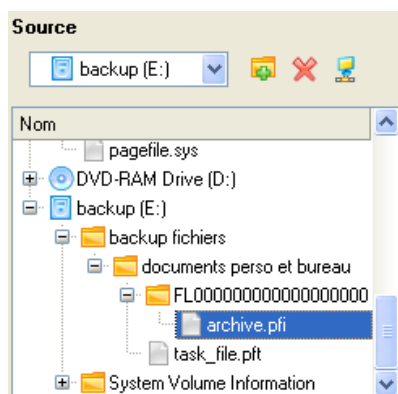 Source
backup (E:)
Nom
pagefile.sys
DVD-RAM Drive (D:)
backup (E:)
backup fichiers
documents perso et bureau
FL000000000000000000
archive.pfi
task_file.pft
System Volume Information